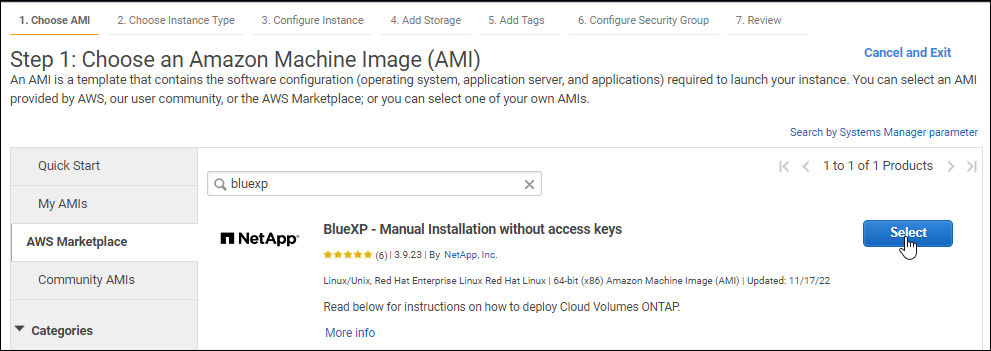 1. Choose AMI 2. Choose Instance Type 3. Configure Instance 4. Add Storage 5. Add Tags 6. Configure Security Group 7. Review
Step 1: Choose an Amazon Machine Image (AMI)
Cancel and Exit
An AMI is a template that contains the software configuration (operating system, application server, and applications) required to launch your instance. You can select an AMI
provided by AWS, our user community, or the AWS Marketplace; or you can select one of your own AMIs.
Search by Systems Manager parameter
Quick Start
My AMIs
AWS Marketplace
Community AMIs
Categories
1 to 1 of 1 Products
bluexp
NetApp
BlueXP - Manual Installation without access keys
(6) | 3.9.23 | By NetApp, Inc.
Linux/Unix, Red Hat Enterprise Linux Red Hat Linux | 64-bit (x86) Amazon Machine Image (AMI) | Updated: 11/17/22
Read below for instructions on how to deploy Cloud Volumes ONTAP.
More info
Select